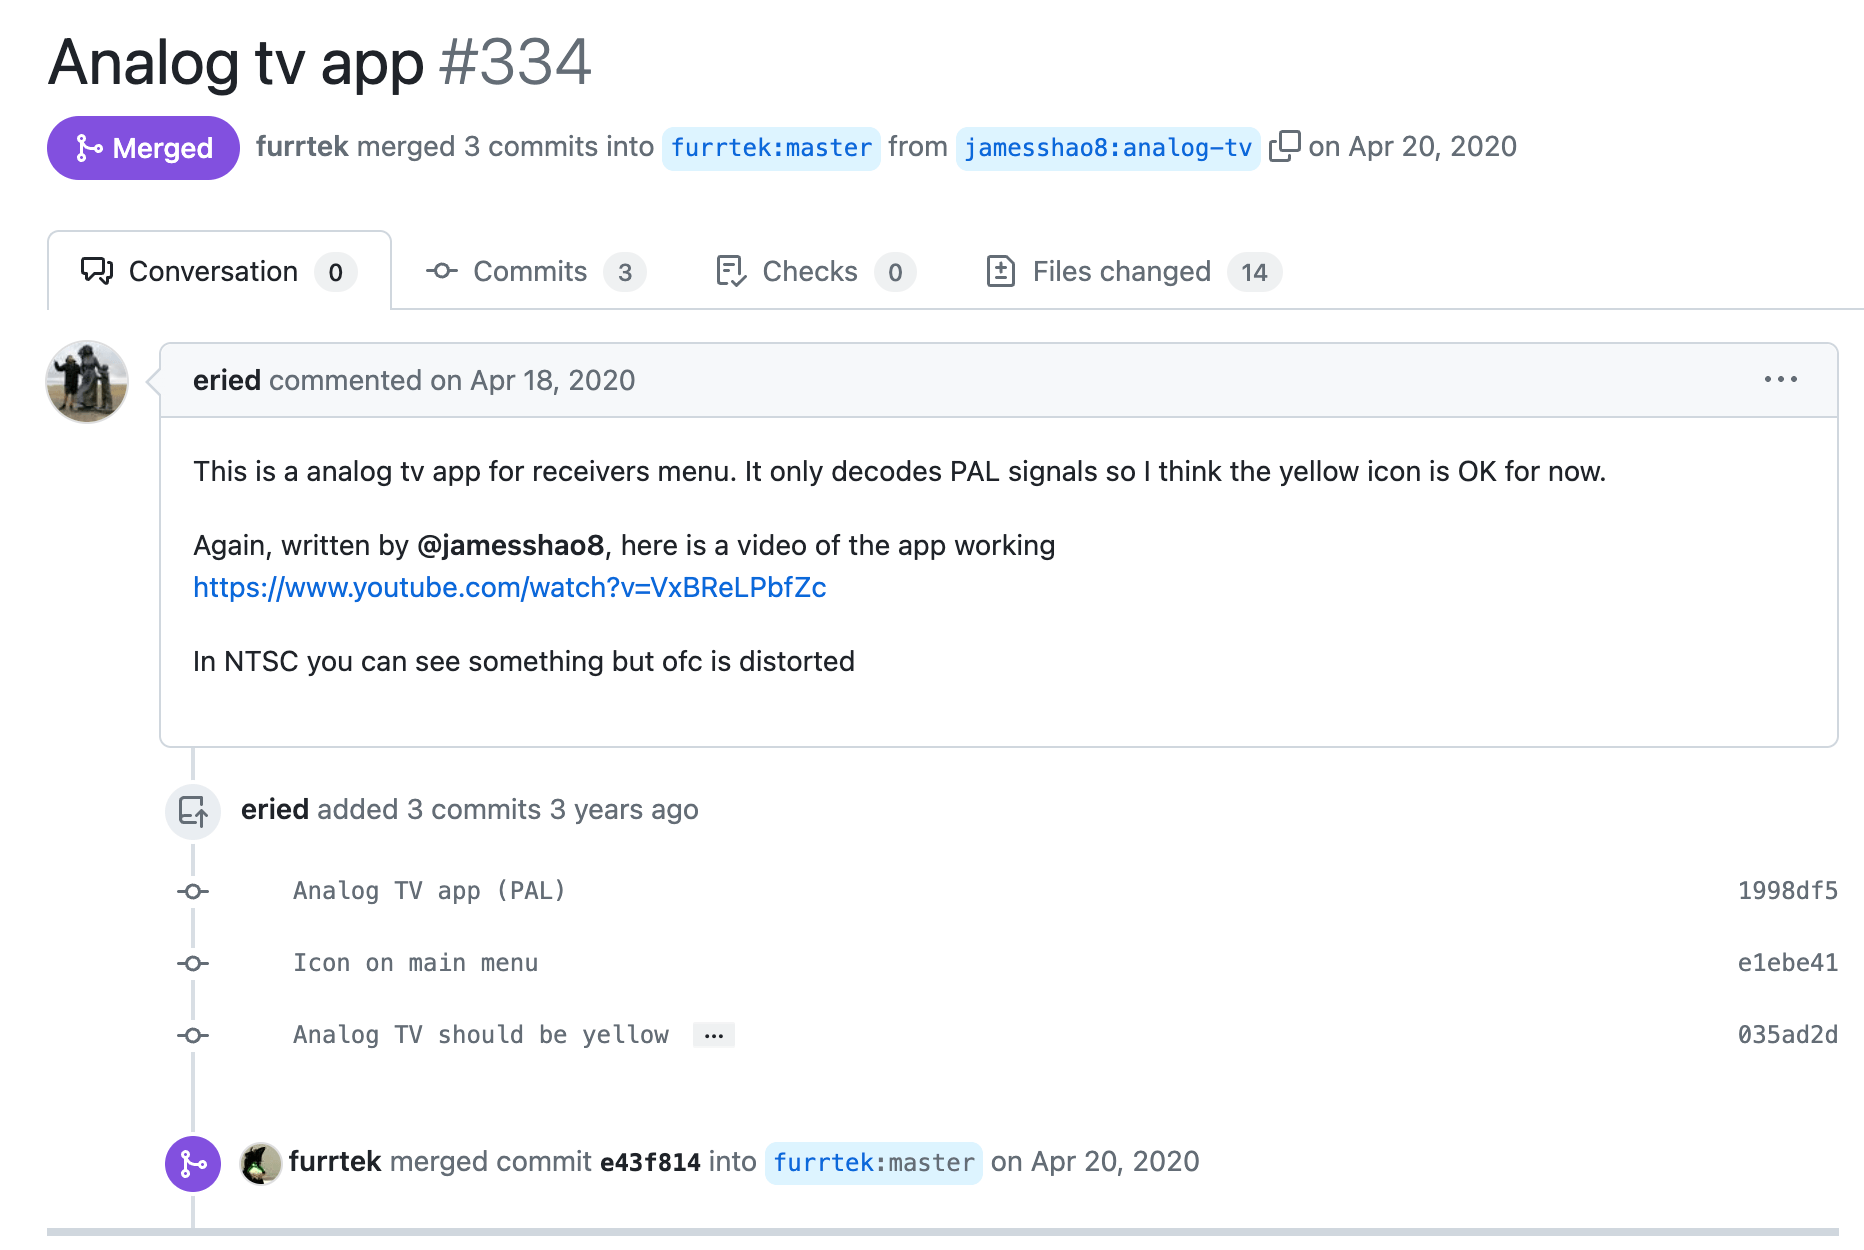 Analog tv app #334
Merged furrtek merged 3 commits into furrtek:master from jamesshao8:analog-tv on Apr 20, 2020
Conversation 0 Commits 3 Checks 0 Files changed 14
eried commented on Apr 18, 2020
This is a analog tv app for receivers menu. It only decodes PAL signals so I think the yellow icon is OK for now.
Again, written by @jamesshao8, here is a video of the app working
https://www.youtube.com/watch?v=VxBReLPbfZc
In NTSC you can see something but ofc is distorted
eried added 3 commits 3 years ago
Analog TV app (PAL) 1998df5
Icon on main menu e1ebe41
Analog TV should be yellow … 035ad2d
furrtek merged commit e43f814 into furrtek:master on Apr 20, 2020